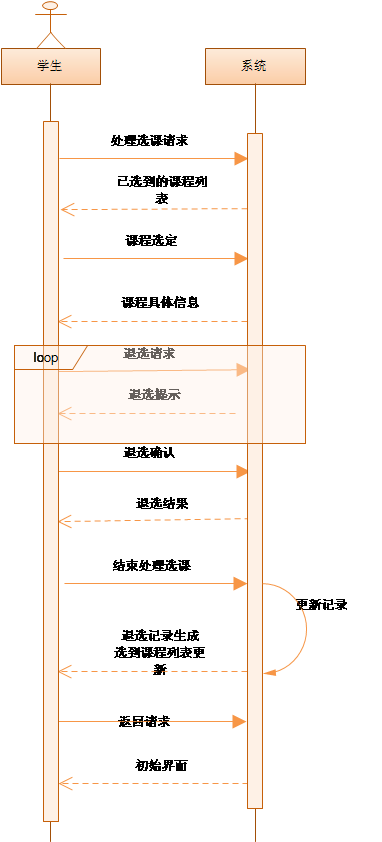 学生
系统
处理选课请求
已选到的课程列
表
课程选定
课程具体信息
loop
退选请求
退选提示
退选确认
退选结果
结束处理选课
更新记录
退选记录生成
选到课程列表更
新
返回请求
初始界面